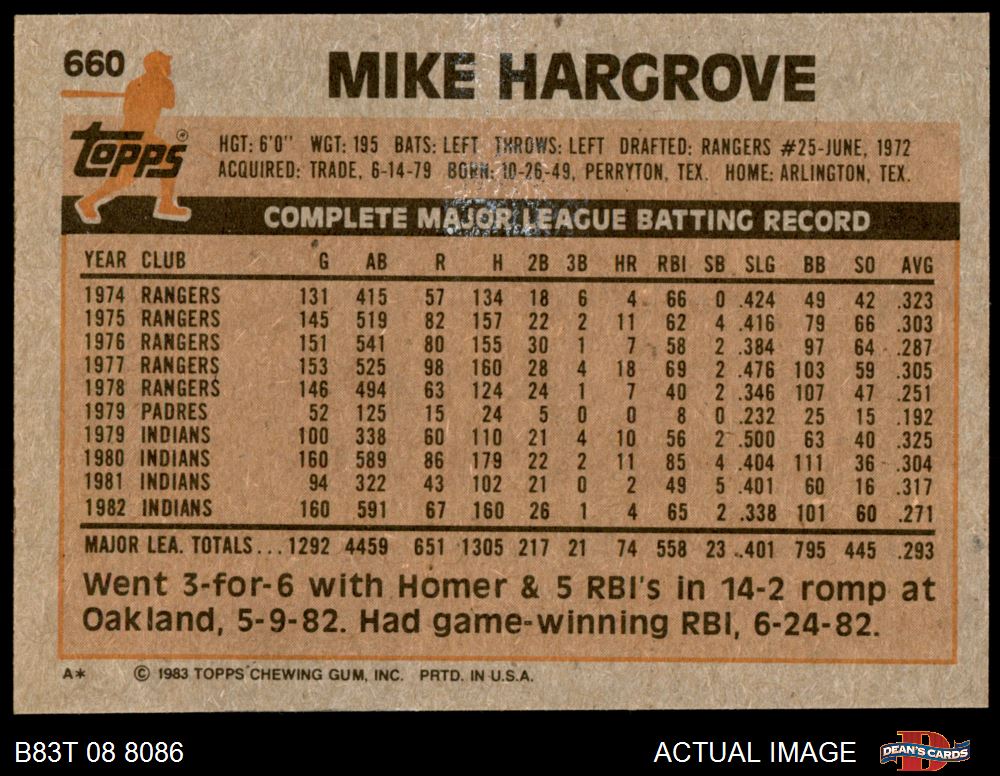 660
MIKE HARGROVE
Topps ®
HGT: 6'0" WGT: 195 BATS: LEFT THROWS: LEFT DRAFTED: RANGERS #25-JUNE, 1972
ACQUIRED: TRADE, 6-14-79 BORN: 10-26-49, PERRYTON, TEX. HOME: ARLINGTON, TEX.
COMPLETE MAJOR LEAGUE BATTING RECORD
YEAR CLUB G AB R H 2B 3B HR RBI SB SLG BB SO AVG
1974 RANGERS 131 415 57 134 18 6 4 66 0 .424 49 42 .323
1975 RANGERS 145 519 82 157 22 2 11 62 4 .416 79 66 .303
1976 RANGERS 151 541 80 155 30 1 7 58 2 .384 97 64 .287
1977 RANGERS 153 525 98 160 28 4 18 69 2 .476 103 59 .305
1978 RANGERS 146 494 63 124 24 1 7 40 2 .346 107 47 .251
1979 PADRES 52 125 15 24 5 0 0 8 0 .232 25 15 .192
1979 INDIANS 100 338 60 110 21 4 10 56 2 .500 63 40 .325
1980 INDIANS 160 589 86 179 22 2 11 85 4 .404 111 36 .304
1981 INDIANS 94 322 43 102 21 0 2 49 5 .401 60 16 .317
1982 INDIANS 160 591 67 160 26 1 4 65 2 .338 101 60 .271
MAJOR LEA. TOTALS... 1292 4459 651 1305 217 21 74 558 23 .401 795 445 .293
Went 3-for-6 with Homer & 5 RBI's in 14-2 romp at
Oakland, 5-9-82. Had game-winning RBI, 6-24-82.
A* © 1983 TOPPS CHEWING GUM, INC. PRTD. IN U.S.A.
B83T 08 8086 ACTUAL IMAGE DEAN'S CARDS